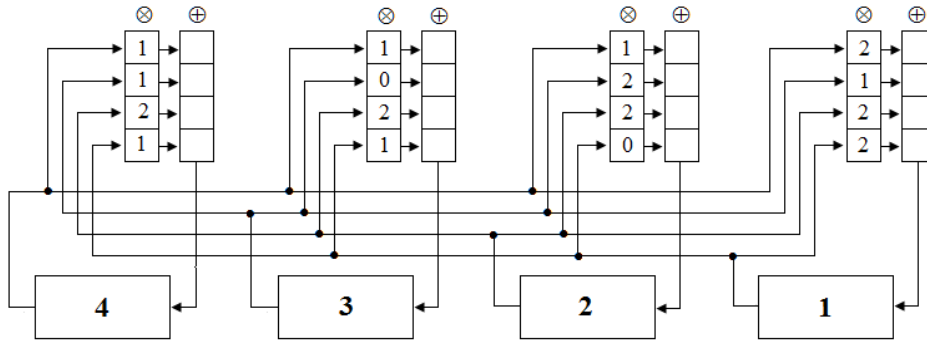 ⊗ ⊕ ⊗ ⊕ ⊗ ⊕ ⊗ ⊕
1 1 1 2
1 0 2 1
2 2 2 2
1 1 0 2
4 3 2 1